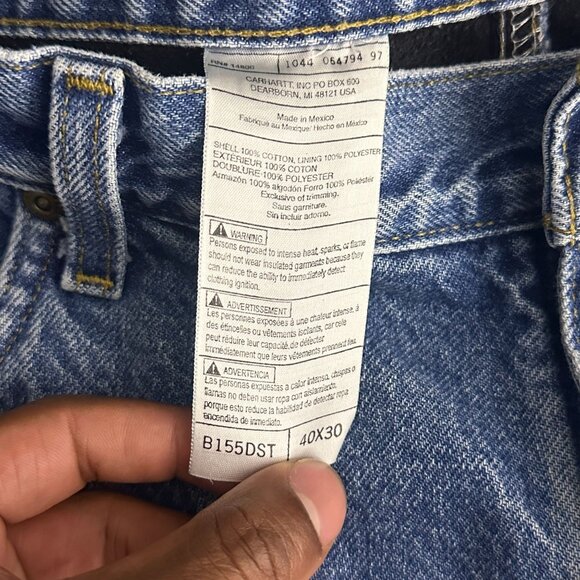 RN# 14806 1044 064794 97
CARHARTT, INC PO BOX 600
DEARBORN, MI 48121 USA
Made in Mexico
Fabriqué au Mexique/ Hecho en México
SHELL 100% COTTON, LINING 100% POLYESTER
EXTÉRIEUR 100% COTON
DOUBLURE 100% POLYESTER
Armazón 100% algodón Forro 100% Poliéster
Exclusive of trimming.
Sans garniture.
Sin incluir adorno.
WARNING
Persons exposed to intense heat, sparks, or flame
should not wear insulated garments because they
can reduce the ability to immediately detect
clothing ignition.
ADVERTISSEMENT
Les personnes exposées à une chaleur intense, à
des étincelles ou vêtements isolants, car cela
peut réduire leur capacité de détecter
immédiatement que leurs vêtements prennent feu.
ADVERTENCIA
Las personas expuestas a calor intenso, chispas o
llamas no deben usar ropa con aislamiento,
porque esto reduce la habilidad de detectar ropa
encendida de inmediato.
B155DST 40X30